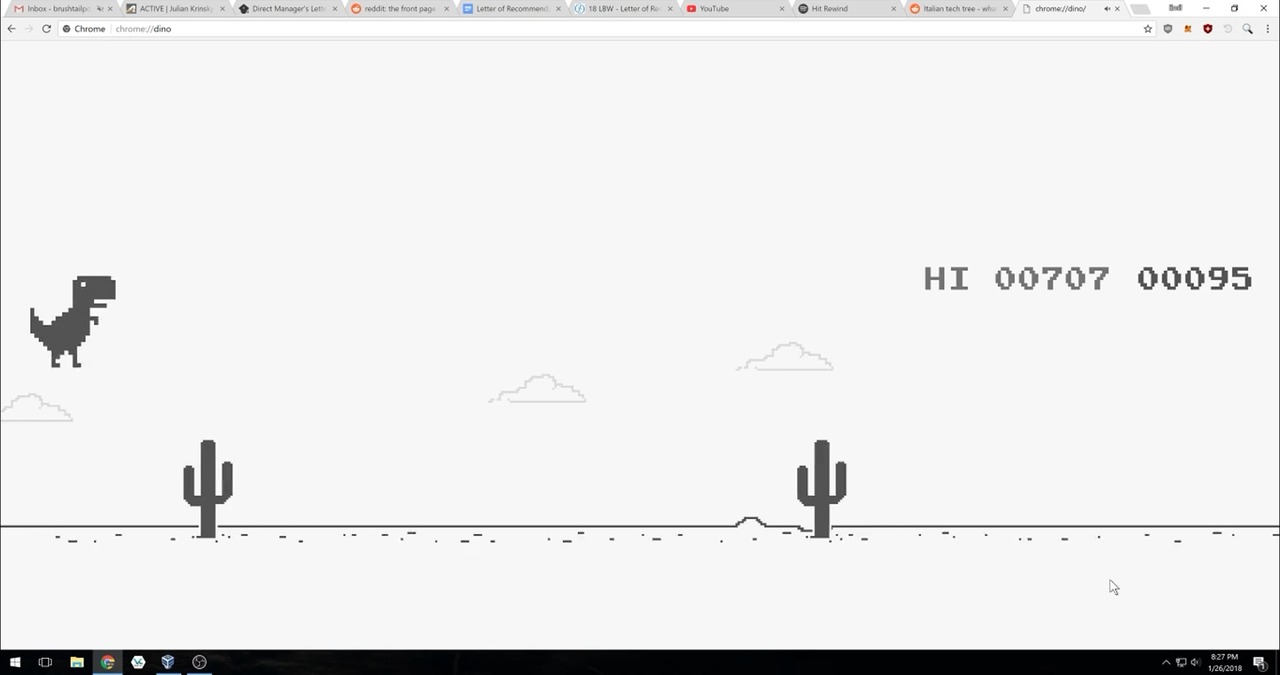 Inbox - brushtailp
ACTIVE | Julian Krinsky
Direct Manager's Lette
reddit: the front page
Letter of Recommend
18 LBW - Letter of Re
YouTube
Hit Rewind
Italian tech tree - wha
chrome://dino/
Chrome chrome://dino
HI 00707 00095
8:27 PM
1/26/2018